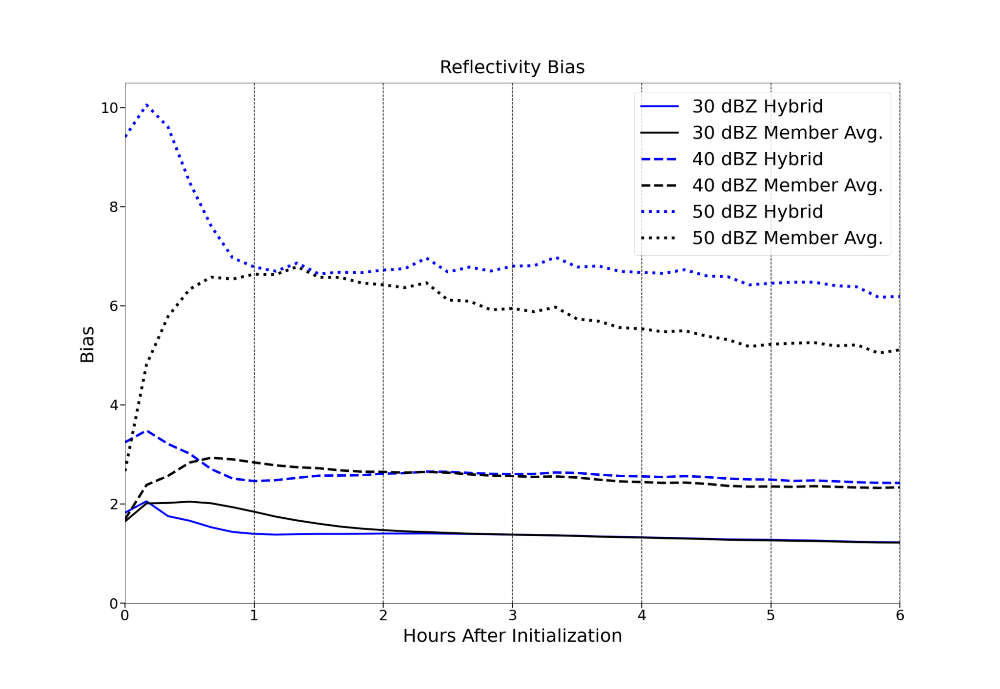 Reflectivity Bias
30 dBZ Hybrid
30 dBZ Member Avg.
40 dBZ Hybrid
40 dBZ Member Avg.
50 dBZ Hybrid
50 dBZ Member Avg.
10
8
6
4
2
0
Bias
0 1 2 3 4 5 6
Hours After Initialization